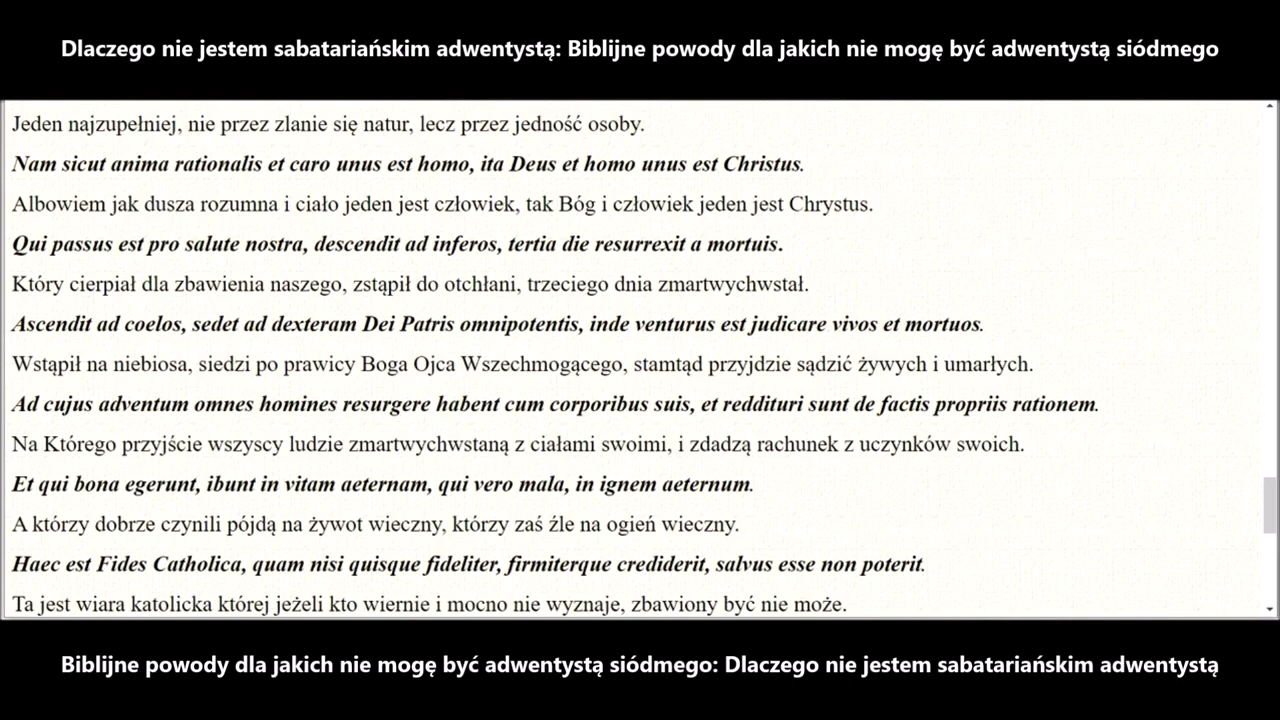 Dlaczego nie jestem sabatariańskim adwentystą: Biblijne powody dla jakich nie mogę być adwentystą siódmego
Jeden najzupełniej, nie przez zlanie się natur, lecz przez jedność osoby.
Nam sicut anima rationalis et caro unus est homo, ita Deus et homo unus est Christus.
Albowiem jak dusza rozumna i ciało jeden jest człowiek, tak Bóg i człowiek jeden jest Chrystus.
Qui passus est pro salute nostra, descendit ad inferos, tertia die resurrexit a mortuis.
Który cierpiał dla zbawienia naszego, zstąpił do otchłani, trzeciego dnia zmartwychwstał.
Ascendit ad coelos, sedet ad dexteram Dei Patris omnipotentis, inde venturus est judicare vivos et mortuos.
Wstąpił na niebiosa, siedzi po prawicy Boga Ojca Wszechmogącego, stamtąd przyjdzie sądzić żywych i umarłych.
Ad cujus adventum omnes homines resurgere habent cum corporibus suis, et reddituri sunt de factis propriis rationem.
Na Którego przyjście wszyscy ludzie zmartwychwstaną z ciałami swoimi, i zdadzą rachunek z uczynków swoich.
Et qui bona egerunt, ibunt in vitam aeternam, qui vero mala, in ignem aeternum.
A którzy dobrze czynili pójdą na żywot wieczny, którzy zaś źle na ogień wieczny.
Haec est Fides Catholica, quam nisi quisque fideliter, firmiterque crediderit, salvus esse non poterit.
Ta jest wiara katolicka której jeżeli kto wiernie i mocno nie wyznaje, zbawiony być nie może.
Biblijne powody dla jakich nie mogę być adwentystą siódmego: Dlaczego nie jestem sabatariańskim adwentystą